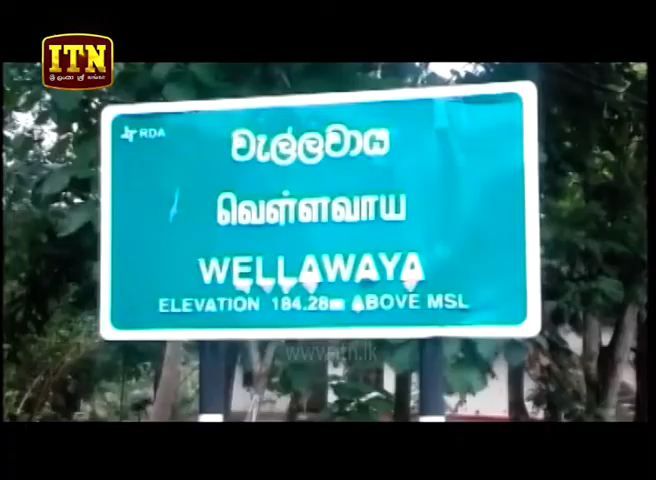 ITN
ශ්‍රී ලංකා ශ්‍රී ලංකා
RDA
වැල්ලවාය
வெள்ளவாய
WELLAWAYA
ELEVATION 184.28m ABOVE MSL
www.itn.lk